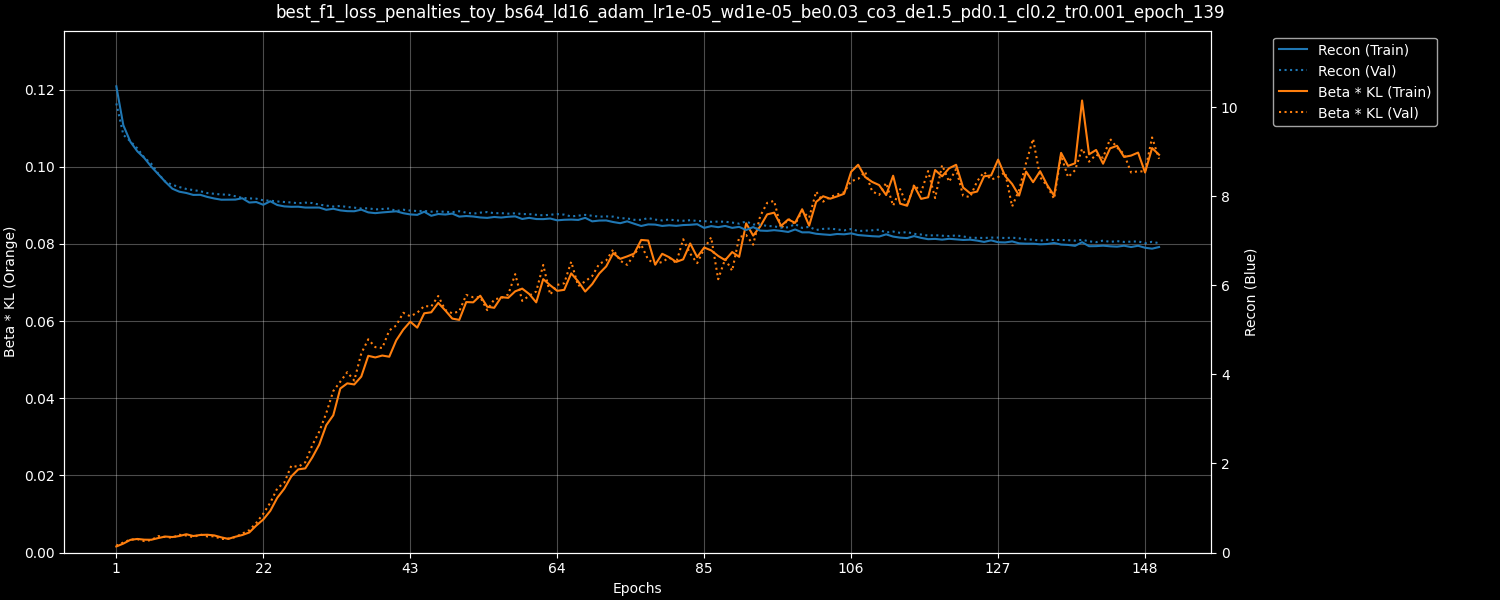 best_f1_loss_penalties_toy_bs64_ld16_adam_lr1e-05_wd1e-05_be0.03_co3_de1.5_pd0.1_cl0.2_tr0.001_epoch_139
Recon (Train)
Recon (Val)
Beta * KL (Train)
Beta * KL (Val)
Beta * KL (Orange)
0.12
0.10
0.08
0.06
0.04
0.02
0.00
10
8
6
4
2
0
Recon (Blue)
1 22 43 64 85 106 127 148
Epochs